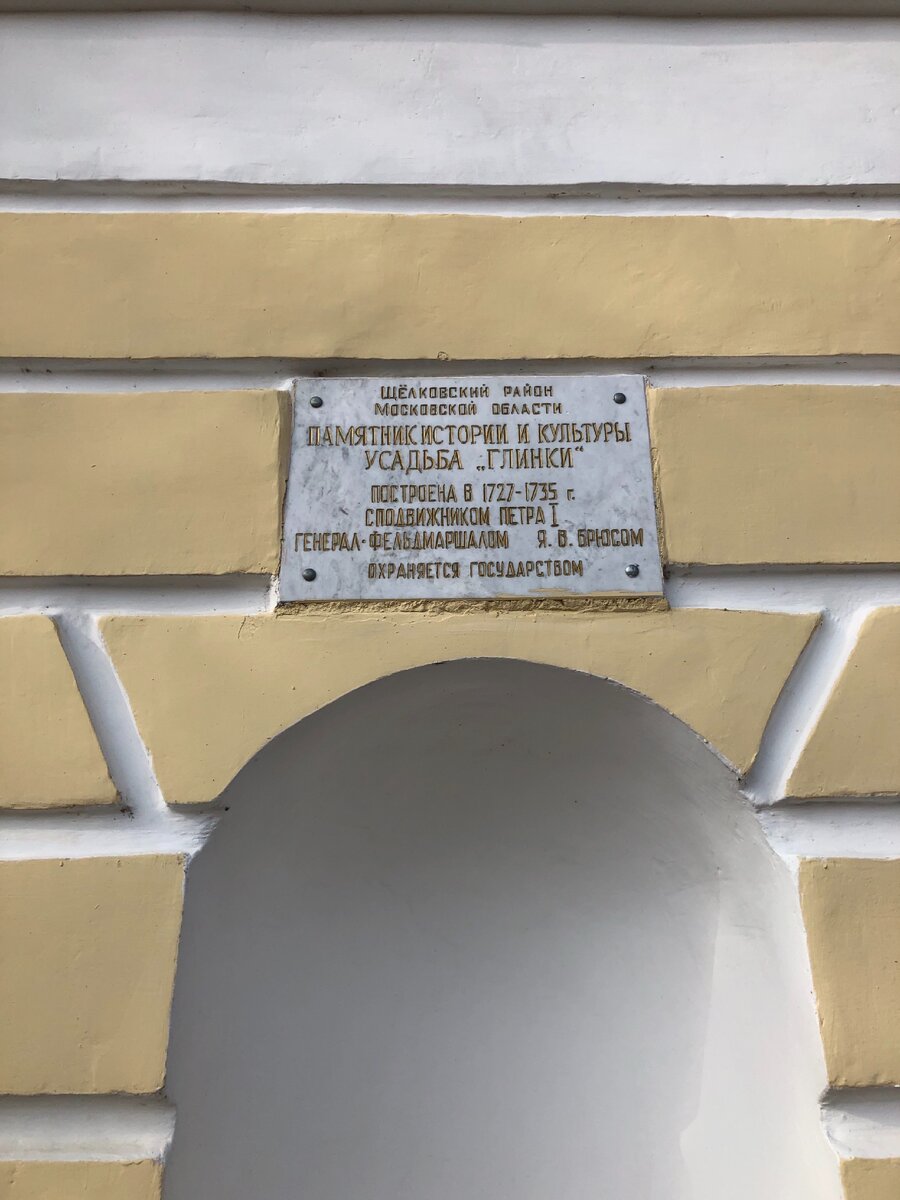 ЩЁЛКОВСКИЙ РАЙОН
МОСКОВСКОЙ ОБЛАСТИ
ПАМЯТНИК ИСТОРИИ И КУЛЬТУРЫ
УСАДЬБА „ГЛИНКИ“
ПОСТРОЕНА В 1727-1735 г.
СПОДВИЖНИКОМ ПЕТРА I
ГЕНЕРАЛ-ФЕЛЬДМАРШАЛОМ Я. В. БРЮСОМ
ОХРАНЯЕТСЯ ГОСУДАРСТВОМ